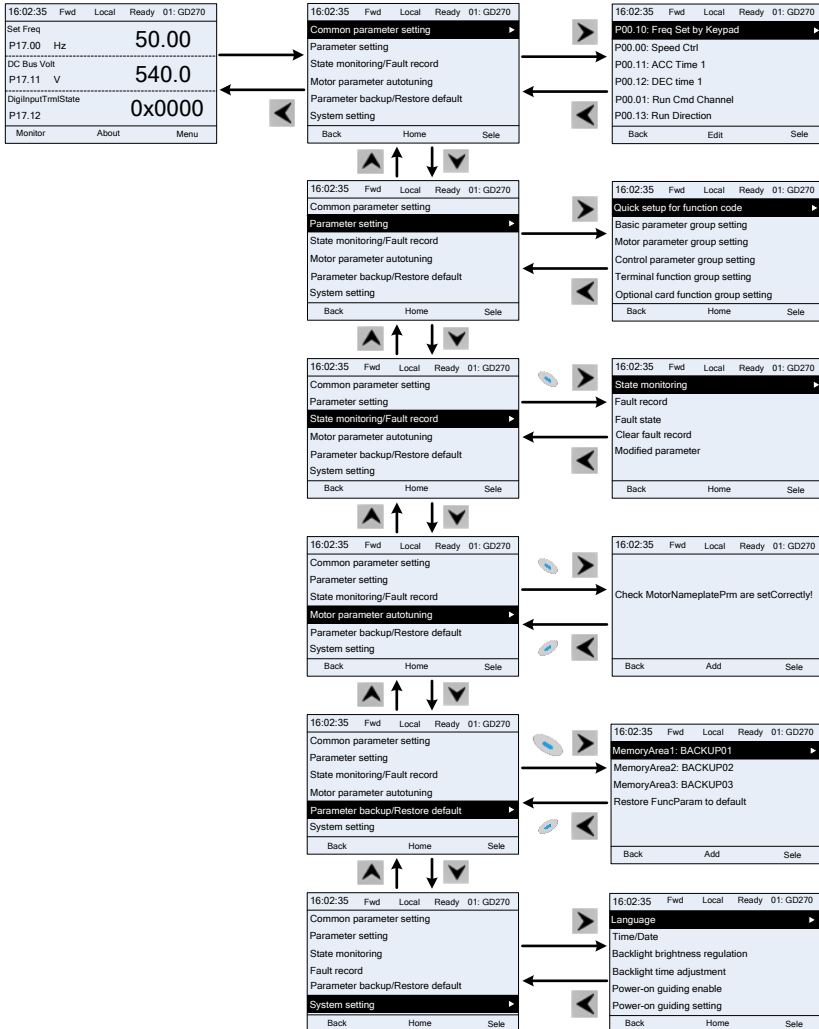 16:02:35 Fwd Local Ready 01: GD270
Set Freq
P17.00 Hz 50.00
DC Bus Volt
P17.11 V 540.0
DigiInputTrmlState
P17.12 0x0000
Monitor About Menu
16:02:35 Fwd Local Ready 01: GD270
Common parameter setting
Parameter setting
State monitoring/Fault record
Motor parameter autotuning
Parameter backup/Restore default
System setting
Back Home Sele
16:02:35 Fwd Local Ready 01: GD270
P00.10: Freq Set by Keypad
P00.00: Speed Ctrl
P00.11: ACC Time 1
P00.12: DEC time 1
P00.01: Run Cmd Channel
P00.13: Run Direction
Back Edit Sele
16:02:35 Fwd Local Ready 01: GD270
Common parameter setting
Parameter setting
State monitoring/Fault record
Motor parameter autotuning
Parameter backup/Restore default
System setting
Back Home Sele
16:02:35 Fwd Local Ready 01: GD270
Quick setup for function code
Basic parameter group setting
Motor parameter group setting
Control parameter group setting
Terminal function group setting
Optional card function group setting
Back Home Sele
16:02:35 Fwd Local Ready 01: GD270
Common parameter setting
Parameter setting
State monitoring/Fault record
Motor parameter autotuning
Parameter backup/Restore default
System setting
Back Home Sele
16:02:35 Fwd Local Ready 01: GD270
State monitoring
Fault record
Fault state
Clear fault record
Modified parameter
Back Home Sele
16:02:35 Fwd Local Ready 01: GD270
Common parameter setting
Parameter setting
State monitoring/Fault record
Motor parameter autotuning
Parameter backup/Restore default
System setting
Back Home Sele
16:02:35 Fwd Local Ready 01: GD270
Check MotorNameplatePrm are setCorrectly!
Back Add Sele
16:02:35 Fwd Local Ready 01: GD270
Common parameter setting
Parameter setting
State monitoring/Fault record
Motor parameter autotuning
Parameter backup/Restore default
System setting
Back Home Sele
16:02:35 Fwd Local Ready 01: GD270
MemoryArea1: BACKUP01
MemoryArea2: BACKUP02
MemoryArea3: BACKUP03
Restore FuncParam to default
Back Add Sele
16:02:35 Fwd Local Ready 01: GD270
Common parameter setting
Parameter setting
State monitoring
Fault record
Parameter backup/Restore default
System setting
Back Home Sele
16:02:35 Fwd Local Ready 01: GD270
Language
Time/Date
Backlight brightness regulation
Backlight time adjustment
Power-on guiding enable
Power-on guiding setting
Back Home Sele